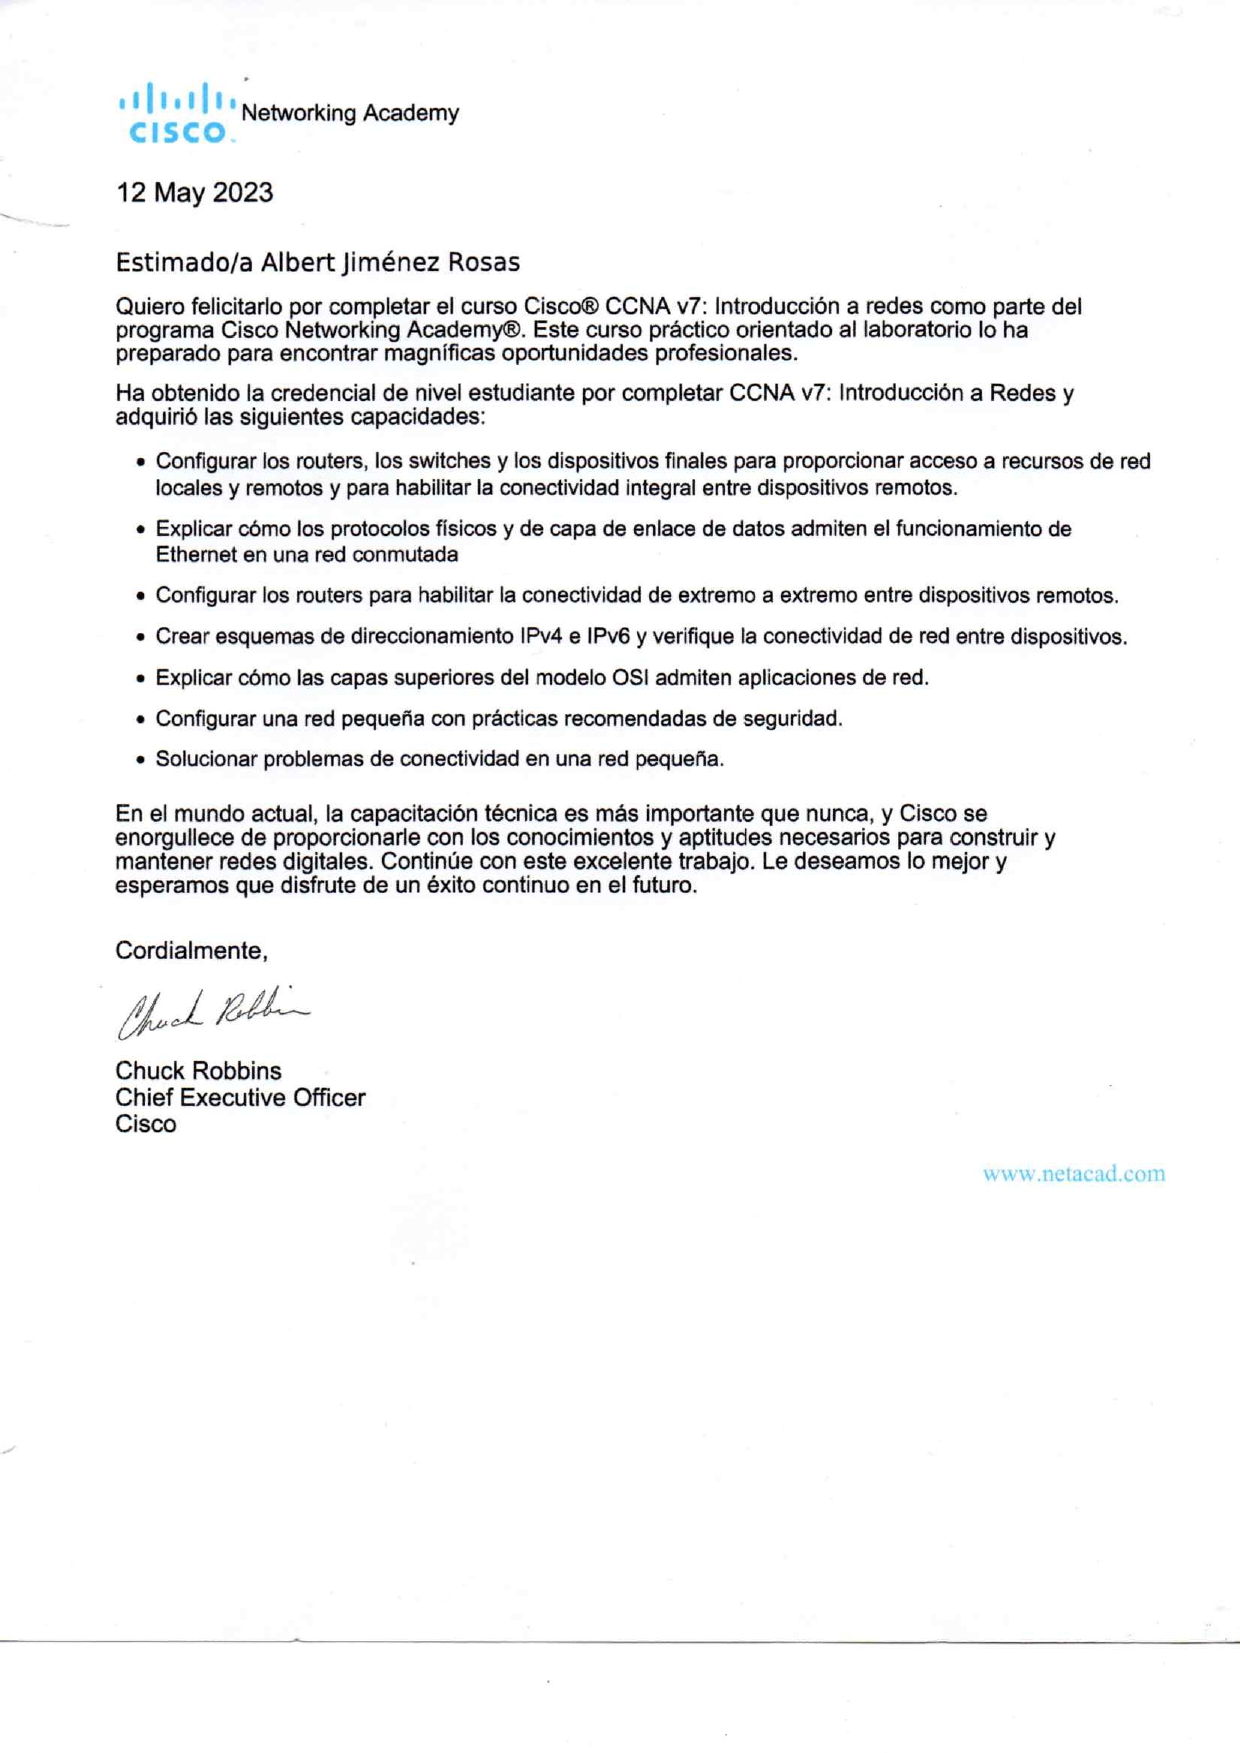 Networking Academy
CISCO
12 May 2023
Estimado/a Albert Jiménez Rosas
Quiero felicitarlo por completar el curso Cisco® CCNA v7: Introducción a redes como parte del
programa Cisco Networking Academy®. Este curso práctico orientado al laboratorio lo ha
preparado para encontrar magníficas oportunidades profesionales.
Ha obtenido la credencial de nivel estudiante por completar CCNA v7: Introducción a Redes y
adquirió las siguientes capacidades:
• Configurar los routers, los switches y los dispositivos finales para proporcionar acceso a recursos de red
locales y remotos y para habilitar la conectividad integral entre dispositivos remotos.
• Explicar cómo los protocolos físicos y de capa de enlace de datos admiten el funcionamiento de
Ethernet en una red conmutada
• Configurar los routers para habilitar la conectividad de extremo a extremo entre dispositivos remotos.
• Crear esquemas de direccionamiento IPv4 e IPv6 y verifique la conectividad de red entre dispositivos.
• Explicar cómo las capas superiores del modelo OSI admiten aplicaciones de red.
• Configurar una red pequeña con prácticas recomendadas de seguridad.
• Solucionar problemas de conectividad en una red pequeña.
En el mundo actual, la capacitación técnica es más importante que nunca, y Cisco se
enorgullece de proporcionarle con los conocimientos y aptitudes necesarios para construir y
mantener redes digitales. Continúe con este excelente trabajo. Le deseamos lo mejor y
esperamos que disfrute de un éxito continuo en el futuro.
Cordialmente,
Chuck Robbins
Chuck Robbins
Chief Executive Officer
Cisco
www.netacad.com